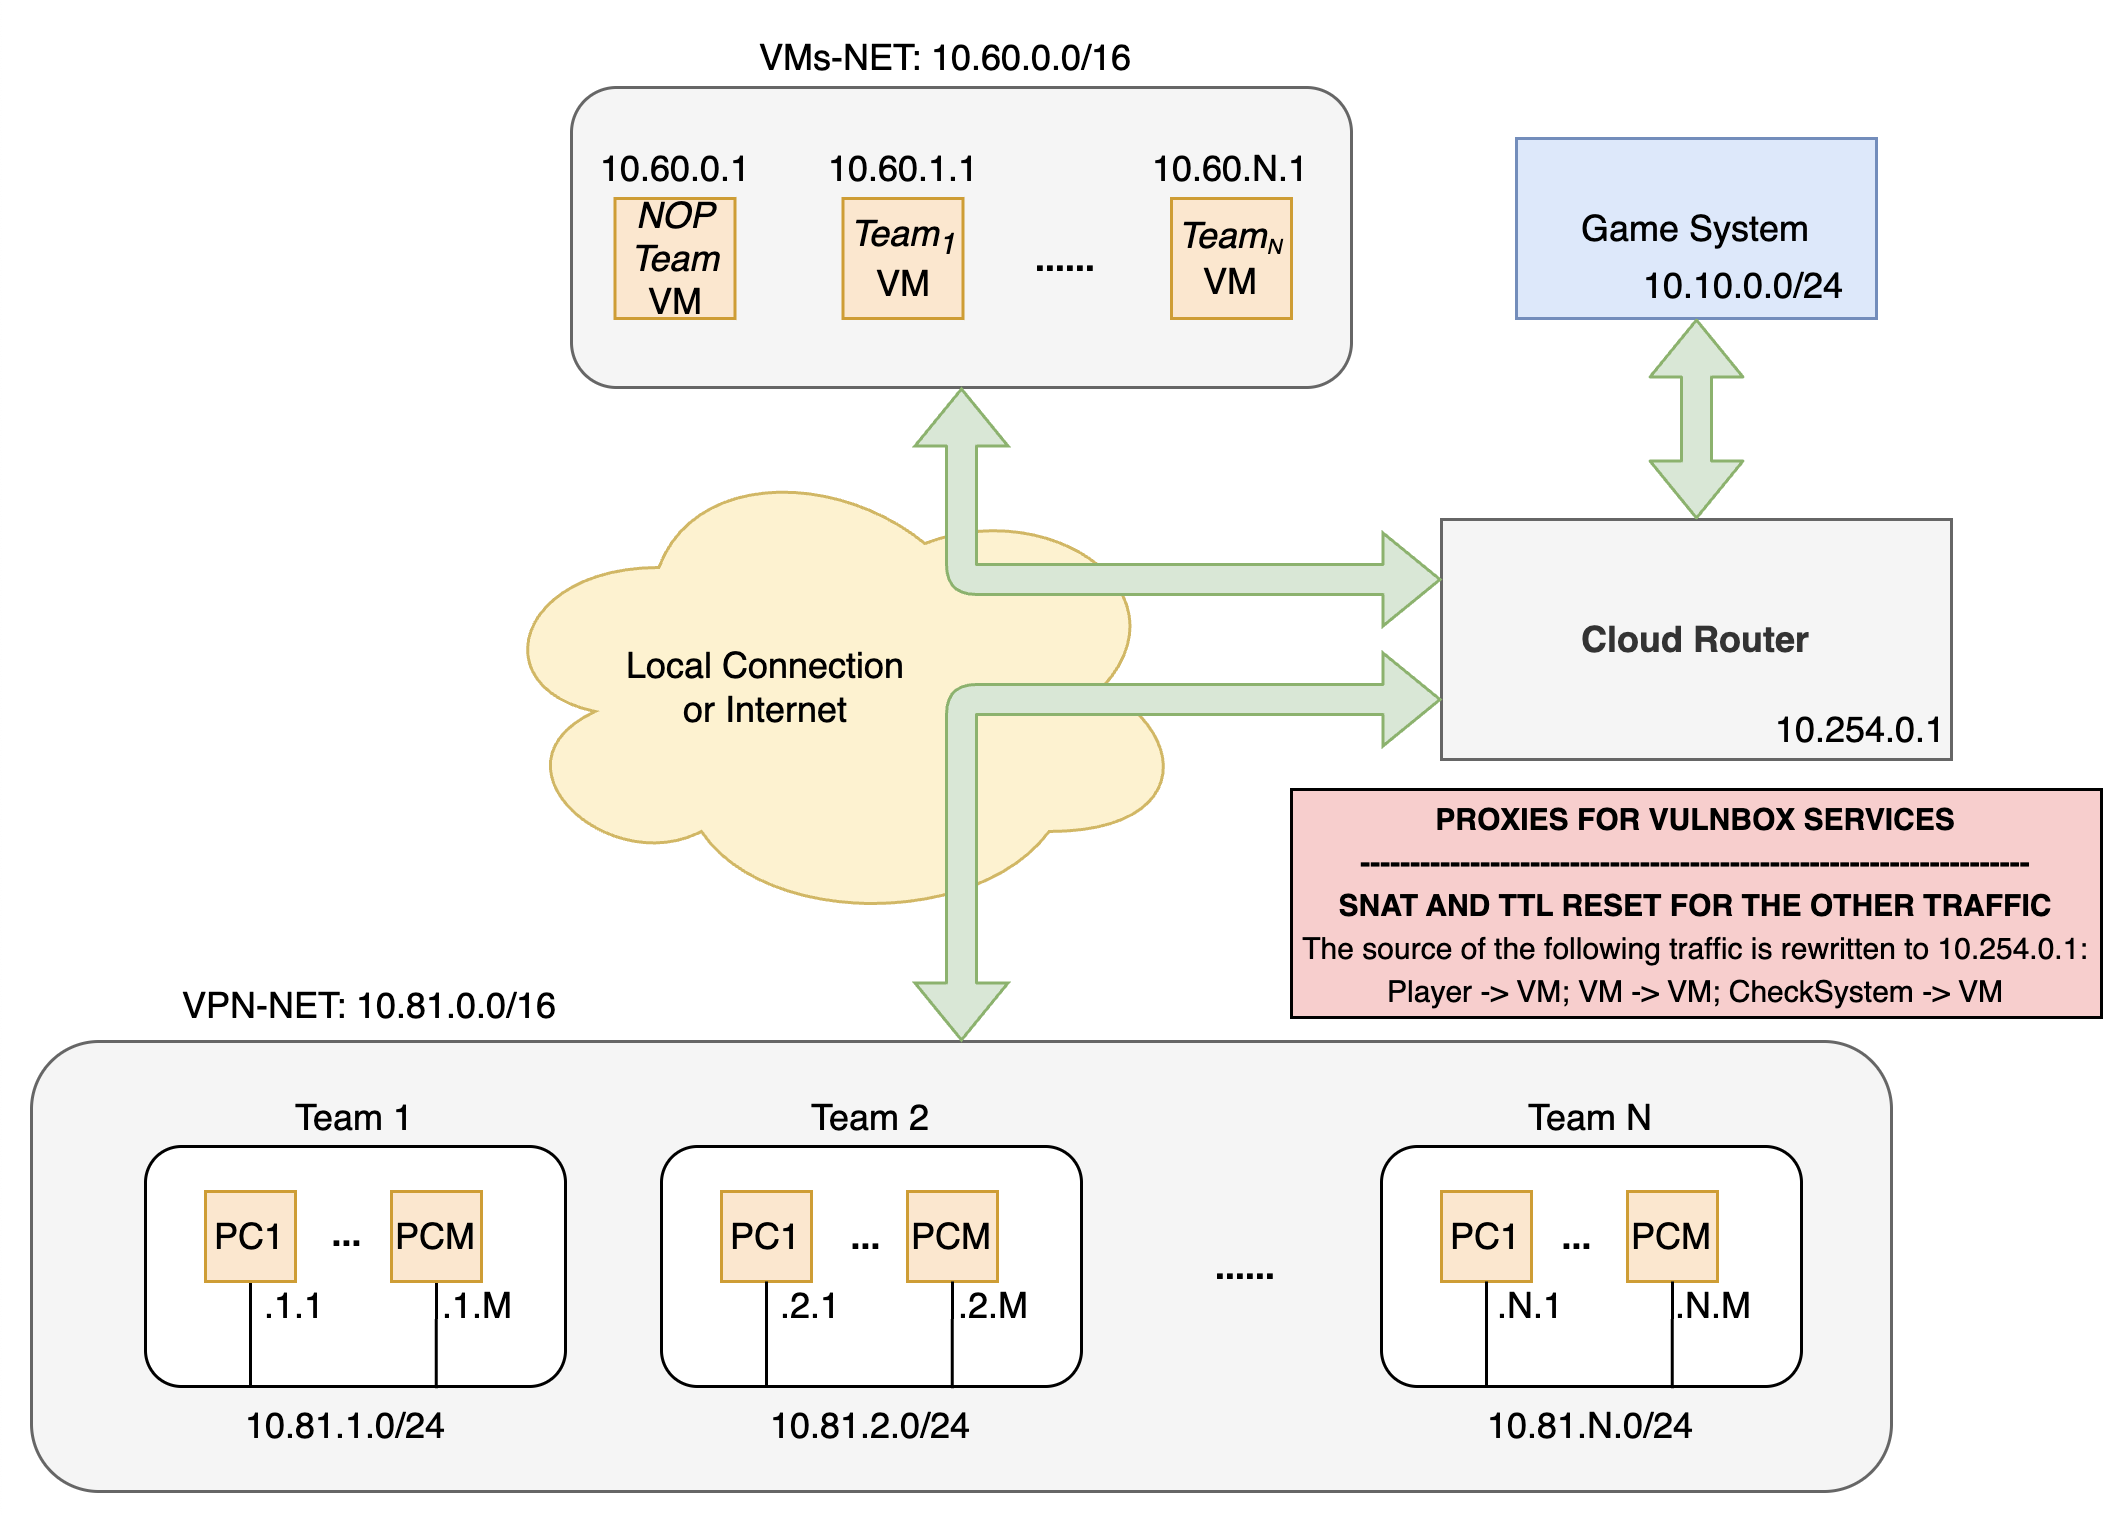 VMs-NET: 10.60.0.0/16
10.60.0.1
NOP
Team
VM
10.60.1.1
Team1
VM
......
10.60.N.1
TeamN
VM
Game System
10.10.0.0/24
Local Connection
or Internet
Cloud Router
10.254.0.1
PROXIES FOR VULNBOX SERVICES
-------------------------------------------------------------------
SNAT AND TTL RESET FOR THE OTHER TRAFFIC
The source of the following traffic is rewritten to 10.254.0.1:
Player -> VM; VM -> VM; CheckSystem -> VM
VPN-NET: 10.81.0.0/16
Team 1
PC1
...
PCM
.1.1
.1.M
10.81.1.0/24
Team 2
PC1
...
PCM
.2.1
.2.M
10.81.2.0/24
......
Team N
PC1
...
PCM
.N.1
.N.M
10.81.N.0/24